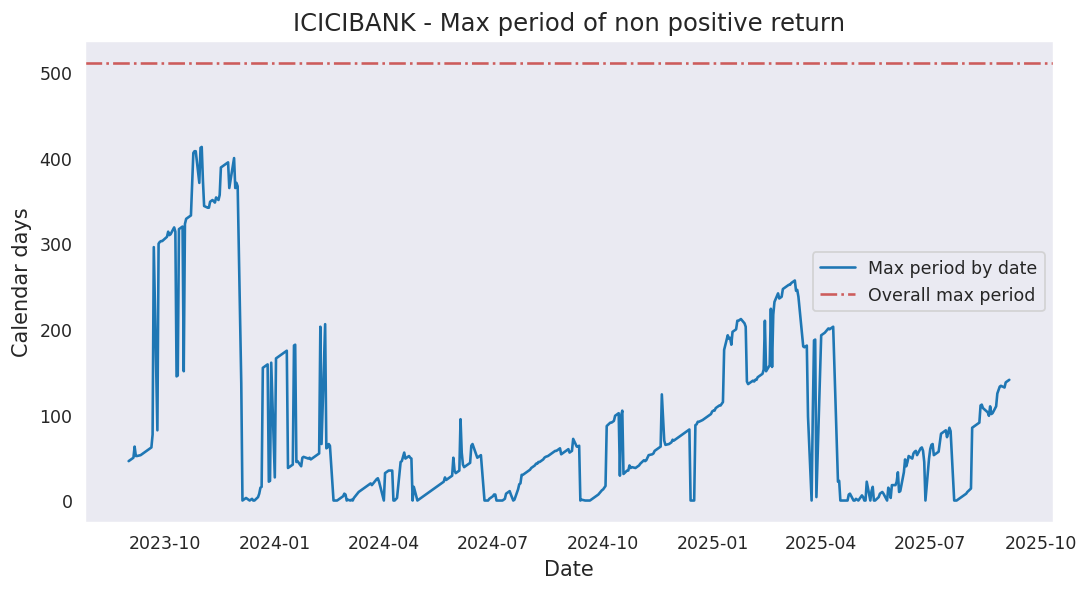 ICICIBANK - Max period of non positive return
Calendar days
500
400
300
200
100
0
Max period by date
Overall max period
2023-10 2024-01 2024-04 2024-07 2024-10 2025-01 2025-04 2025-07 2025-10
Date